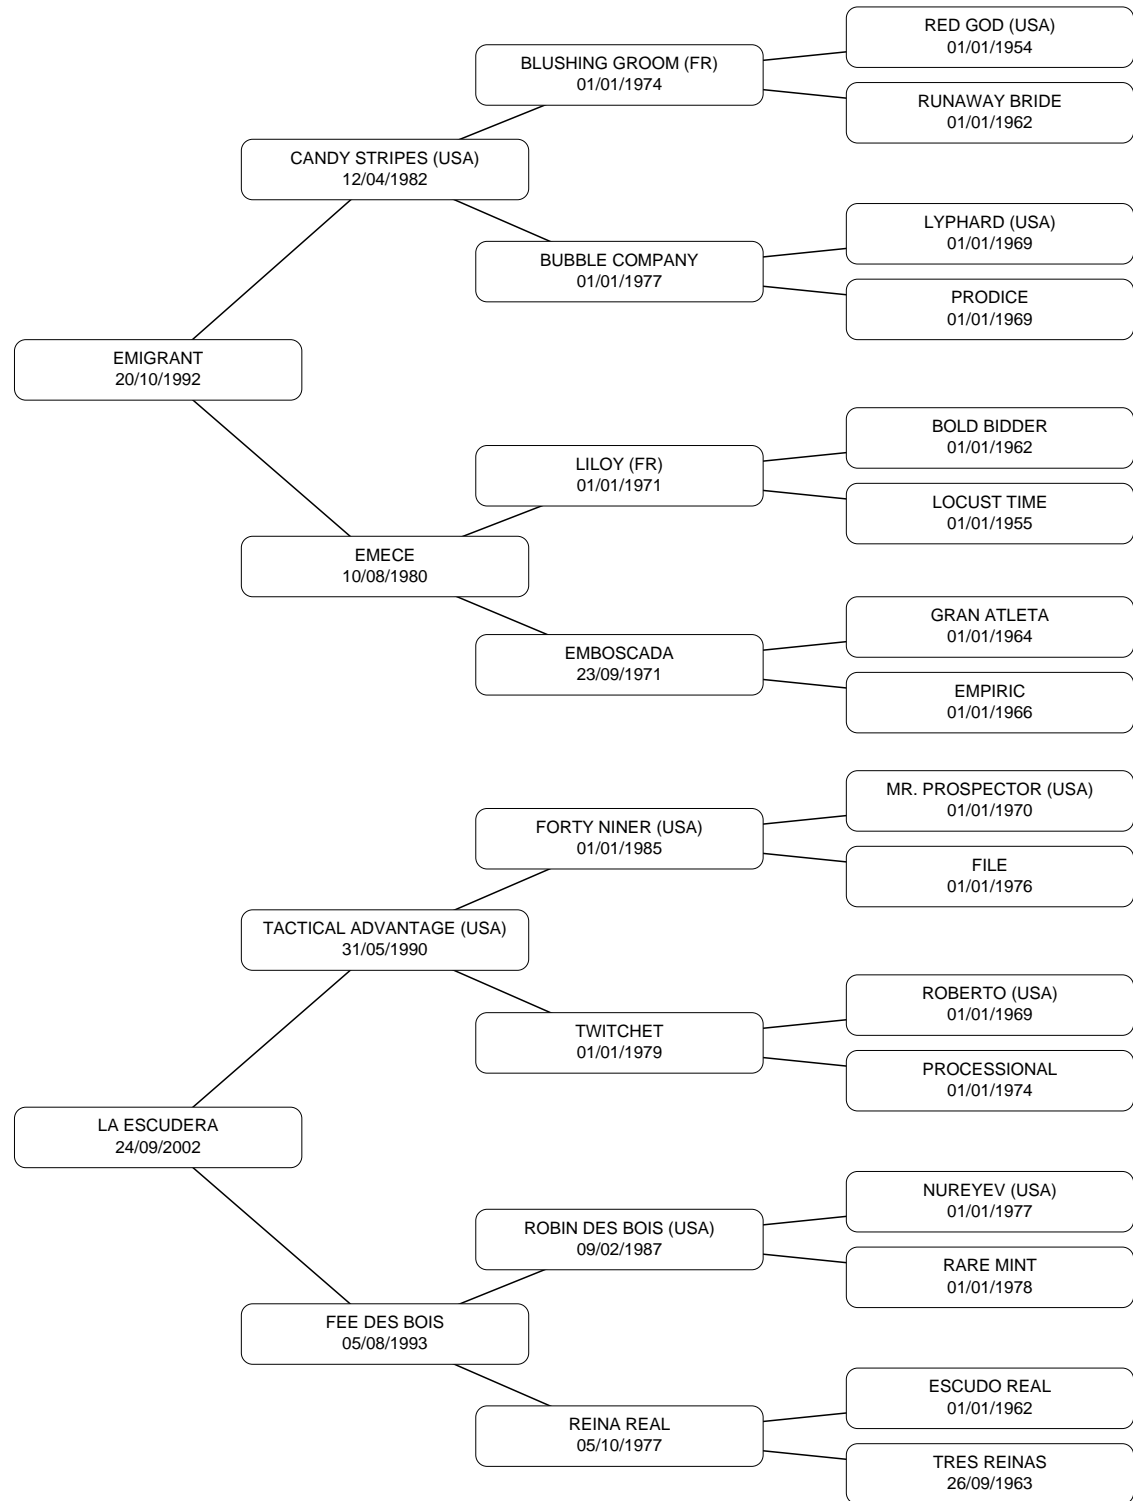 RED GOD (USA)
01/01/1954
BLUSHING GROOM (FR)
01/01/1974
RUNAWAY BRIDE
01/01/1962
CANDY STRIPES (USA)
12/04/1982
LYPHARD (USA)
01/01/1969
BUBBLE COMPANY
01/01/1977
PRODICE
01/01/1969
EMIGRANT
20/10/1992
BOLD BIDDER
01/01/1962
LILOY (FR)
01/01/1971
LOCUST TIME
01/01/1955
EMECE
10/08/1980
GRAN ATLETA
01/01/1964
EMBOSCADA
23/09/1971
EMPIRIC
01/01/1966
MR. PROSPECTOR (USA)
01/01/1970
FORTY NINER (USA)
01/01/1985
FILE
01/01/1976
TACTICAL ADVANTAGE (USA)
31/05/1990
ROBERTO (USA)
01/01/1969
TWITCHET
01/01/1979
PROCESSIONAL
01/01/1974
LA ESCUDERA
24/09/2002
NUREYEV (USA)
01/01/1977
ROBIN DES BOIS (USA)
09/02/1987
RARE MINT
01/01/1978
FEE DES BOIS
05/08/1993
ESCUDO REAL
01/01/1962
REINA REAL
05/10/1977
TRES REINAS
26/09/1963